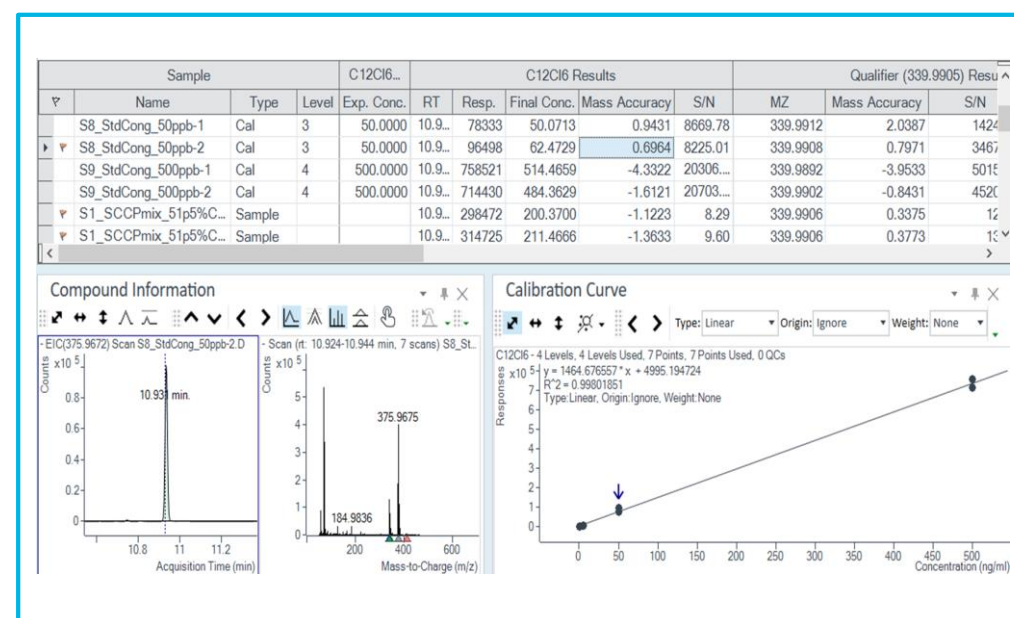 Sample C12Cl6... C12Cl6 Results Qualifier (339.9905) Resu
Name Type Level Exp. Conc. RT Resp. Final Conc. Mass Accuracy S/N MZ Mass Accuracy S/N
S8_StdCong_50ppb-1 Cal 3 50.0000 10.9... 78333 50.0713 0.9431 8669.78 339.9912 2.0387 1424
S8_StdCong_50ppb-2 Cal 3 50.0000 10.9... 96498 62.4729 0.6964 8225.01 339.9908 0.7971 3467
S9_StdCong_500ppb-1 Cal 4 500.0000 10.9... 758521 514.4659 -4.3322 20306.... 339.9892 -3.9533 5015
S9_StdCong_500ppb-2 Cal 4 500.0000 10.9... 714430 484.3629 -1.6121 20703.... 339.9902 -0.8431 4520
S1_SCCPmix_51p5%C... Sample 10.9... 298472 200.3700 -1.1223 8.29 339.9906 0.3375 12
S1_SCCPmix_51p5%C... Sample 10.9... 314725 211.4666 -1.3633 9.60 339.9906 0.3773 13
Compound Information
- EIC(375.9672) Scan S8_StdCong_50ppb-2.D
Counts
x10 5
10.931 min.
0.8-
0.6-
0.4-
0.2-
0-
10.8 11 11.2
Acquisition Time (min)
- Scan (rt: 10.924-10.944 min, 7 scans) S8_St...
Counts
x10 5
5-
4-
3-
2-
1-
0-
375.9675
184.9836
200 400 600
Mass-to-Charge (m/z)
Calibration Curve
Type: Linear Origin: Ignore Weight: None
C12Cl6 - 4 Levels, 4 Levels Used, 7 Points, 7 Points Used, 0 QCs
Responses
x10 5
y = 1464.676557 * x + 4995.194724
R^2 = 0.99801851
Type:Linear, Origin:Ignore, Weight:None
7-
6-
5-
4-
3-
2-
1-
0-
0 50 100 150 200 250 300 350 400 450 500
Concentration (ng/ml)